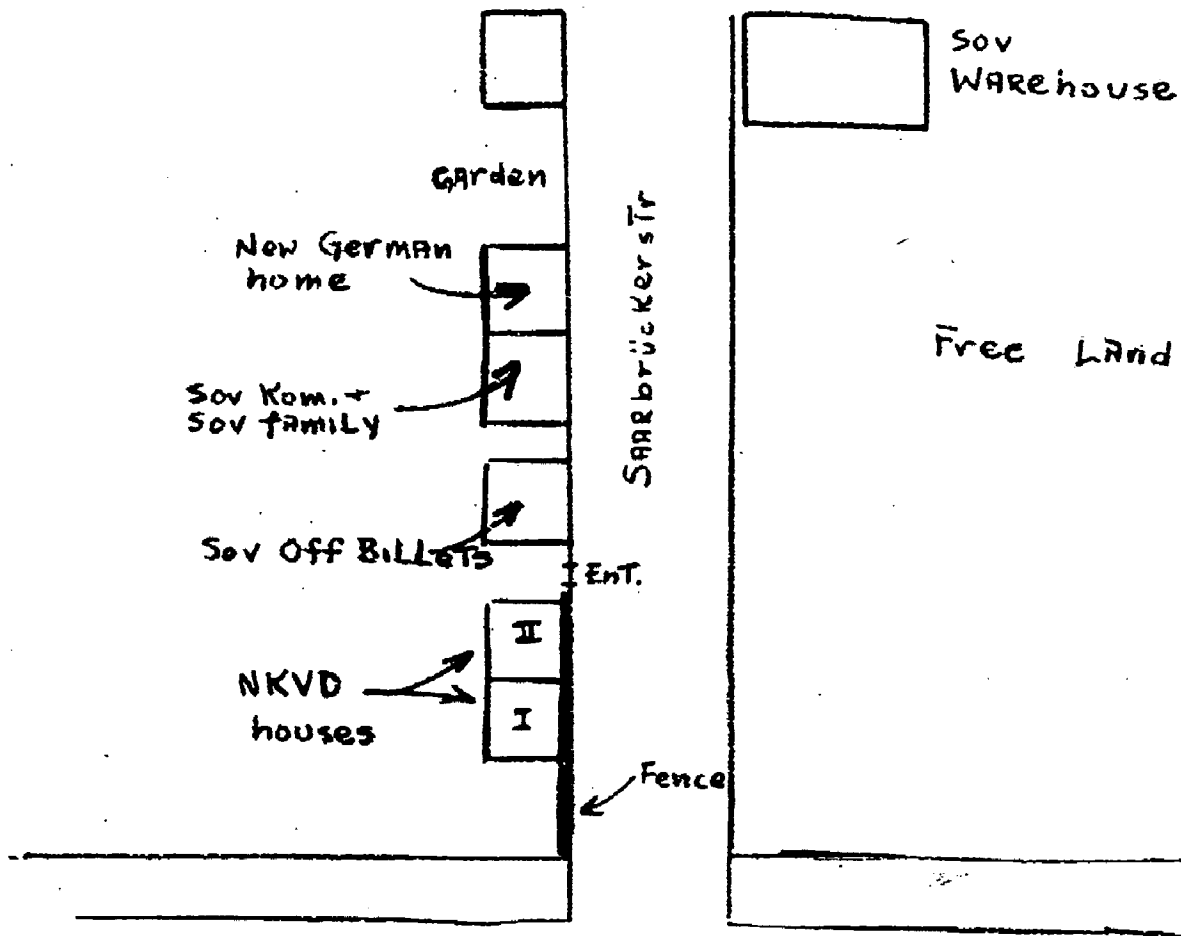 Sov
WAREhouse
GARden
New GerMAn
home
SAARbrückerstr
Free LAnd
Sov Kom. +
Sov fAMILY
Sov Off BILLETs
EnT.
II
NKVD
houses
I
Fence